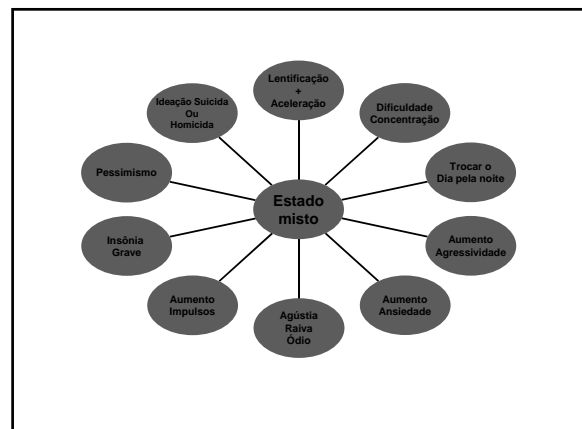 Lentificação
+
Aceleração
Ideação Suicida
Ou
Homicida
Dificuldade
Concentração
Pessimismo
Trocar o
Dia pela noite
Estado
misto
Insônia
Grave
Aumento
Agressividade
Aumento
Impulsos
Agústia
Raiva
Ódio
Aumento
Ansiedade